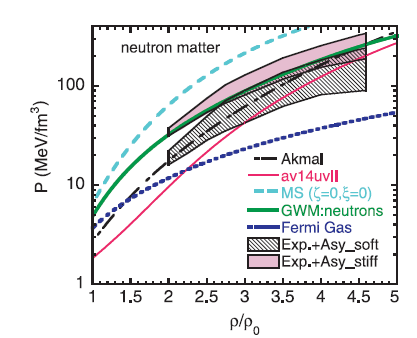 neutron matter
P (MeV/fm³)
100
10
1
Akmal
av14uvII
MS (ζ=0,ξ=0)
GWM:neutrons
Fermi Gas
Exp.+Asy_soft
Exp.+Asy_stiff
1 1.5 2 2.5 3 3.5 4 4.5 5
ρ/ρ₀